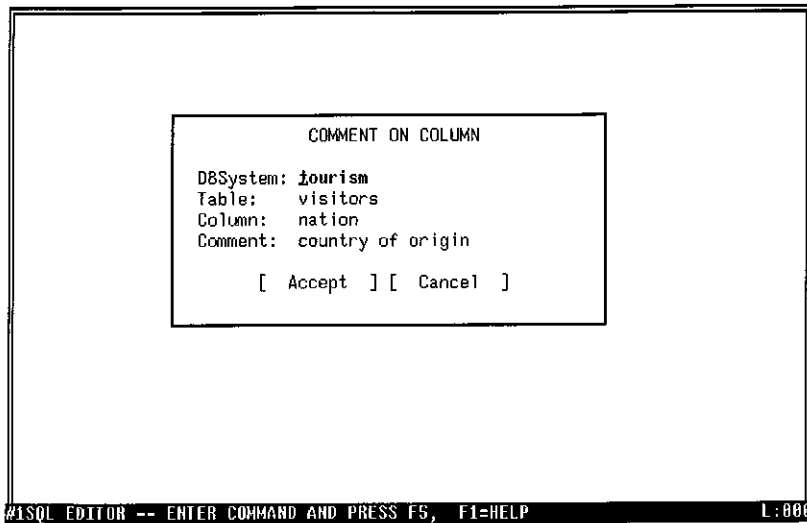 COMMENT ON COLUMN
DBSystem: tourism
Table: visitors
Column: nation
Comment: country of origin
[ Accept ] [ Cancel ]
#1SQL EDITOR -- ENTER COMMAND AND PRESS F5, F1=HELP L:000